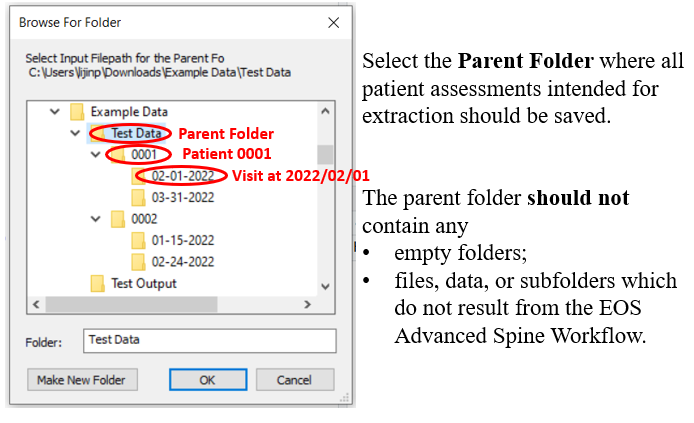 Browse For Folder
Select Input Filepath for the Parent Fo
C:\Users\lijinp\Downloads\Example Data\Test Data
Example Data
Test Data Parent Folder
0001 Patient 0001
02-01-2022 Visit at 2022/02/01
03-31-2022
0002
01-15-2022
02-24-2022
Test Output
Folder: Test Data
Make New Folder OK Cancel
Select the Parent Folder where all
patient assessments intended for
extraction should be saved.
The parent folder should not
contain any
• empty folders;
• files, data, or subfolders which
do not result from the EOS
Advanced Spine Workflow.